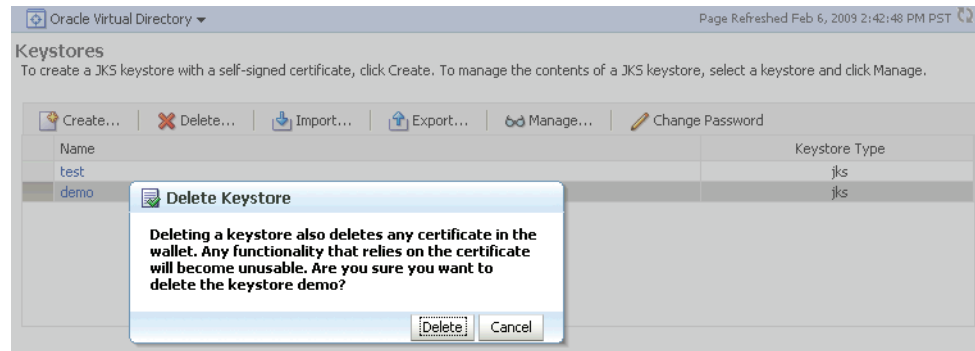 Oracle Virtual Directory Page Refreshed Feb 6, 2009 2:42:48 PM PST
Keystores
To create a JKS keystore with a self-signed certificate, click Create. To manage the contents of a JKS keystore, select a keystore and click Manage.
Create... Delete... Import... Export... Manage... Change Password
Name Keystore Type
test jks
demo jks
Delete Keystore
Deleting a keystore also deletes any certificate in the
wallet. Any functionality that relies on the certificate
will become unusable. Are you sure you want to
delete the keystore demo?
Delete Cancel